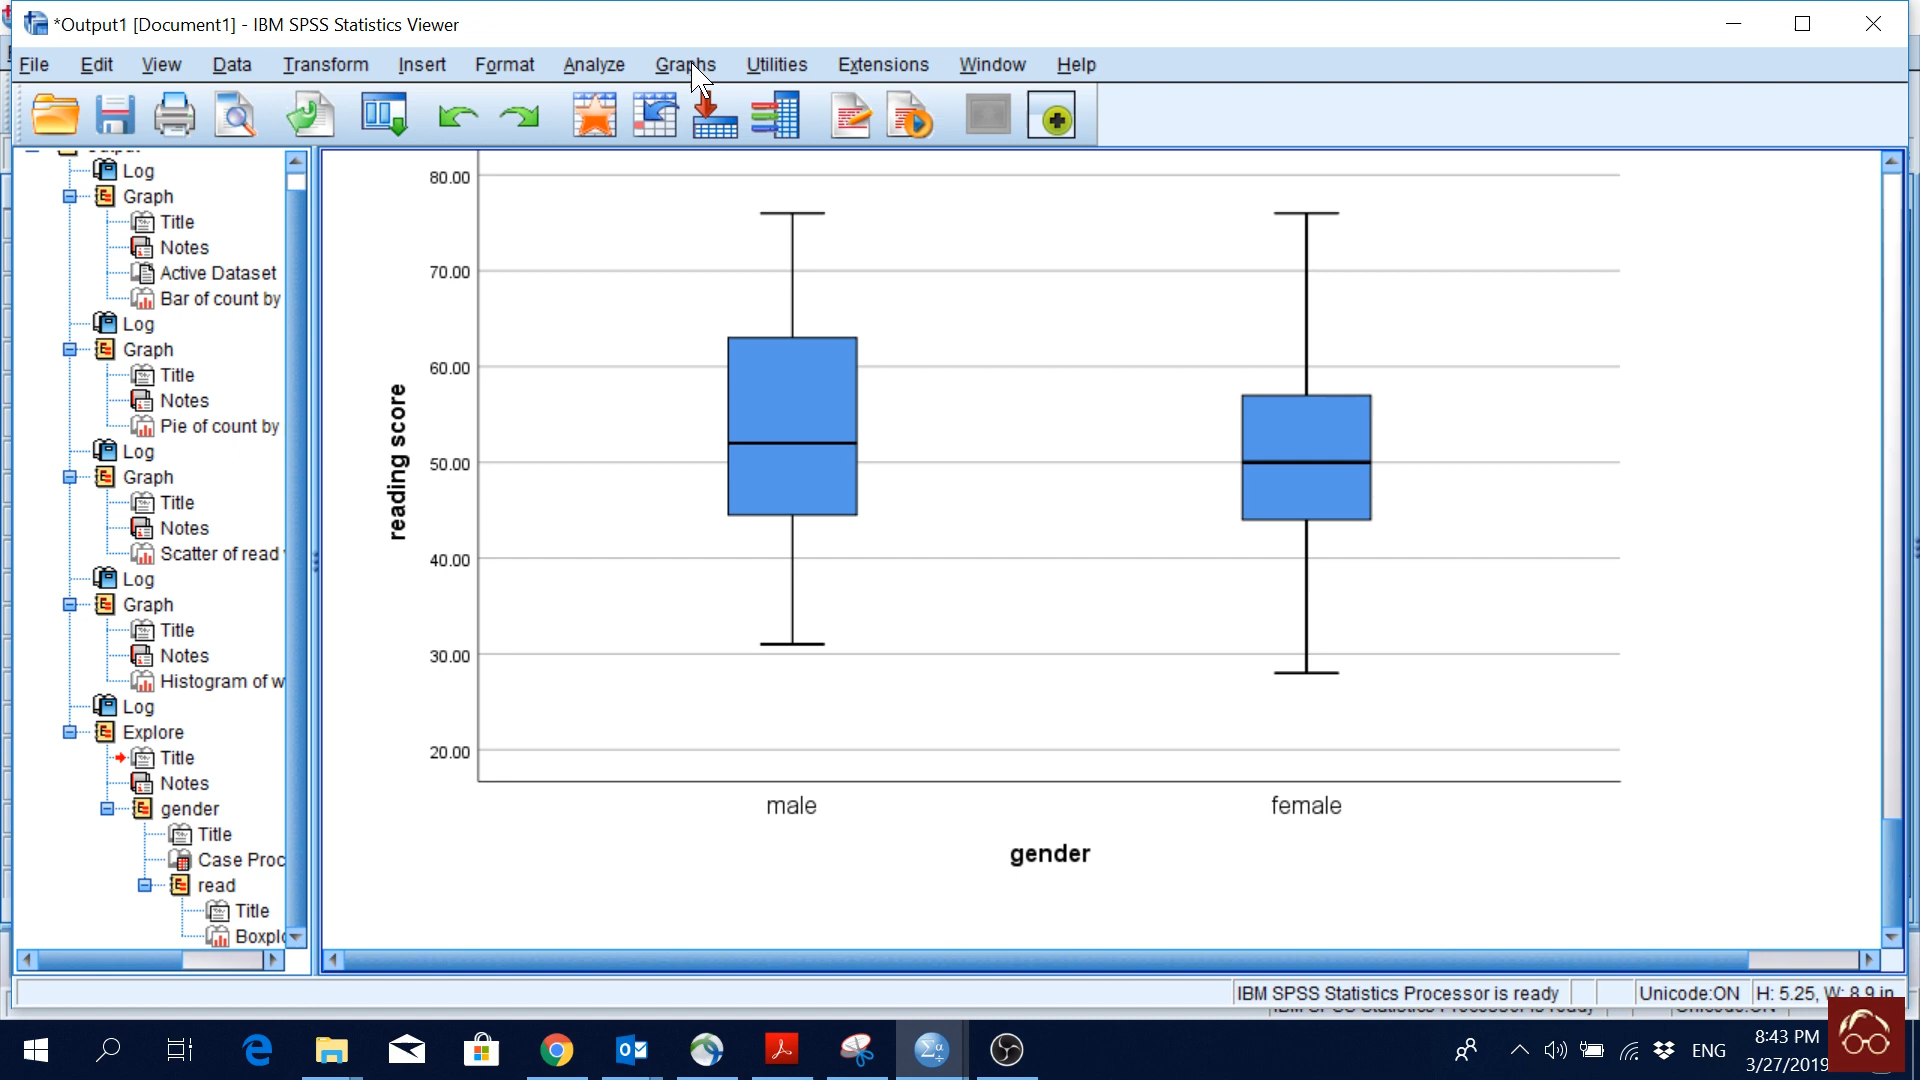 *Output1 [Document1] - IBM SPSS Statistics Viewer
File Edit View Data Transform Insert Format Analyze Graphs Utilities Extensions Window Help
Log
Graph
Title
Notes
Active Dataset
Bar of count by
Log
Graph
Title
Notes
Pie of count by
Log
Graph
Title
Notes
Scatter of read
Log
Graph
Title
Notes
Histogram of w
Log
Explore
Title
Notes
gender
Title
Case Proc
read
Title
Boxplo
80.00
70.00
60.00
50.00
40.00
30.00
20.00
reading score
male female
gender
IBM SPSS Statistics Processor is ready Unicode:ON H: 5.25, W: 8.9 in
ENG
8:43 PM
3/27/2019